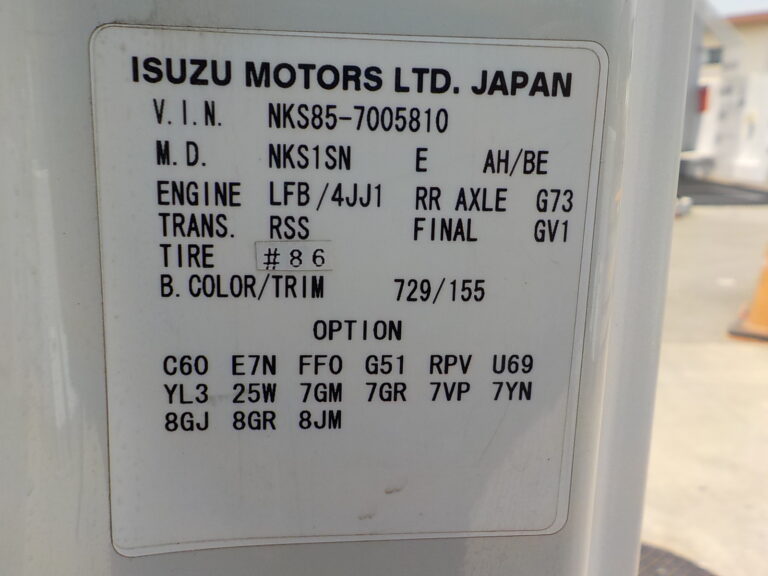 ISUZU MOTORS LTD. JAPAN
V.I.N. NKS85-7005810
M.D. NKS1SN E AH/BE
ENGINE LFB/4JJ1 RR AXLE G73
TRANS. RSS FINAL GV1
TIRE #86
B.COLOR/TRIM 729/155
OPTION
C60 E7N FF0 G51 RPV U69
YL3 25W 7GM 7GR 7VP 7YN
8GJ 8GR 8JM